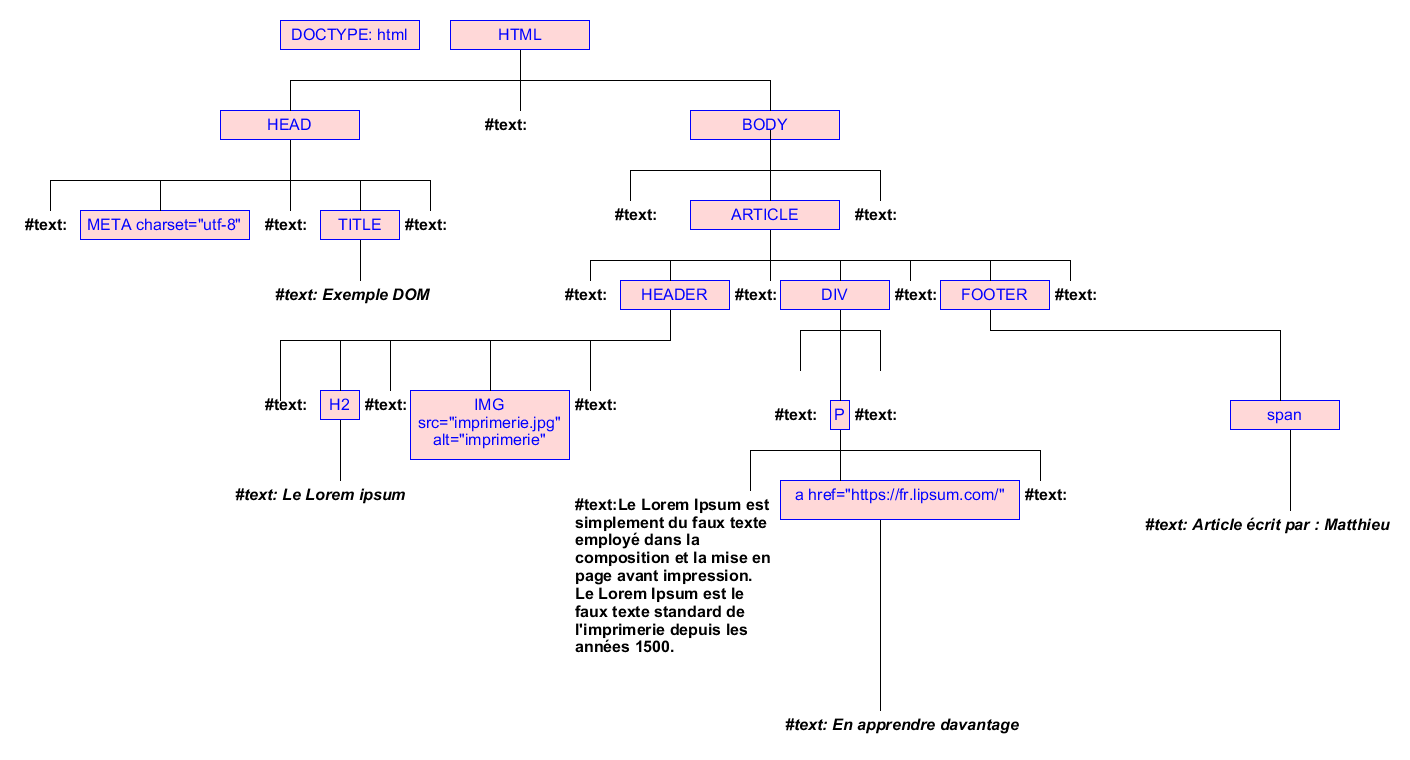 DOCTYPE: html
HTML
HEAD
#text:
BODY
#text:
META charset="utf-8"
#text:
TITLE
#text:
#text:
ARTICLE
#text:
#text: Exemple DOM
#text:
HEADER
#text:
DIV
#text:
FOOTER
#text:
#text:
H2
#text:
IMG
src="imprimerie.jpg"
alt="imprimerie"
#text:
#text:
P
#text:
span
#text: Le Lorem ipsum
#text:Le Lorem Ipsum est
simplement du faux texte
employé dans la
composition et la mise en
page avant impression.
Le Lorem Ipsum est le
faux texte standard de
l'imprimerie depuis les
années 1500.
a href="https://fr.lipsum.com/"
#text:
#text: Article écrit par : Matthieu
#text: En apprendre davantage